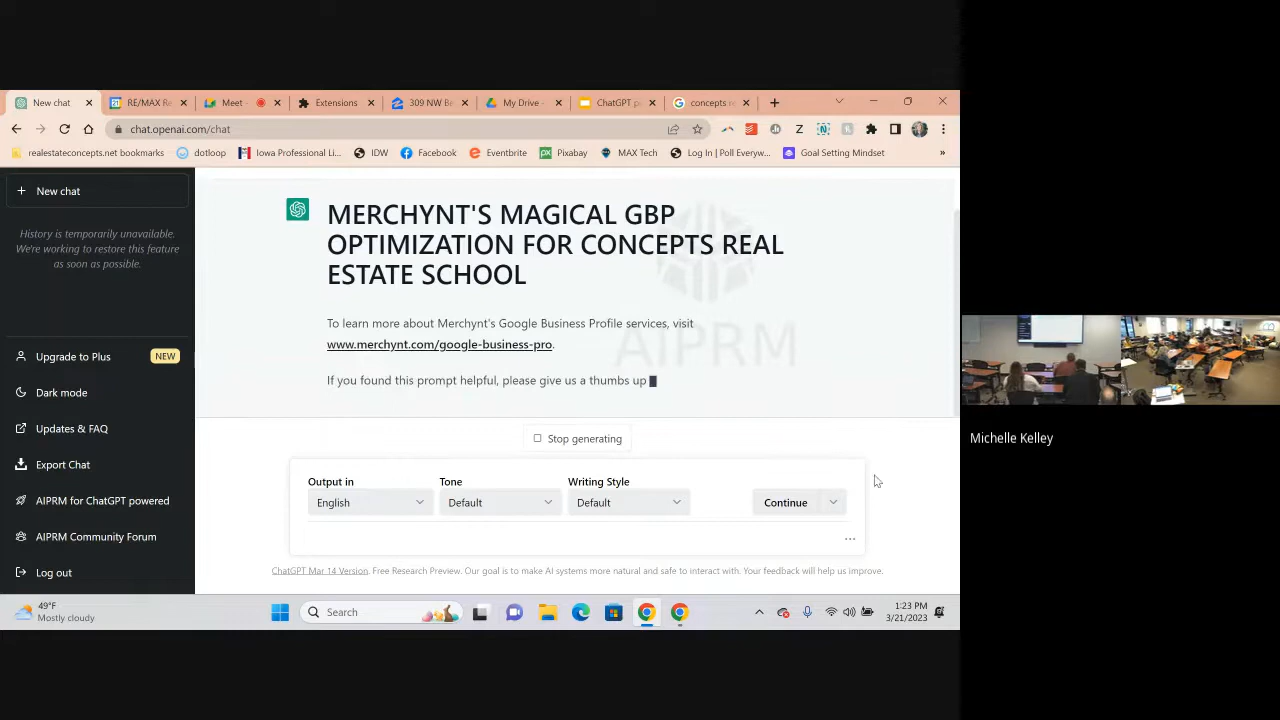 New chat
RE/MAX Re
Meet -
Extensions
309 NW Be
My Drive -
ChatGPT p
concepts re
chat.openai.com/chat
realestateconcepts.net bookmarks
dotloop
Iowa Professional Li...
IDW
Facebook
Eventbrite
Pixabay
MAX Tech
Log In | Poll Everyw...
Goal Setting Mindset
»
+ New chat
History is temporarily unavailable.
We're working to restore this feature
as soon as possible.
Upgrade to Plus
NEW
Dark mode
Updates & FAQ
Export Chat
AIPRM for ChatGPT powered
AIPRM Community Forum
Log out
MERCHYNT'S MAGICAL GBP
OPTIMIZATION FOR CONCEPTS REAL
ESTATE SCHOOL
AIPRM
To learn more about Merchynt's Google Business Profile services, visit
www.merchynt.com/google-business-pro.
If you found this prompt helpful, please give us a thumbs up
Stop generating
Output in
Tone
Writing Style
English
Default
Default
Continue
...
ChatGPT Mar 14 Version. Free Research Preview. Our goal is to make AI systems more natural and safe to interact with. Your feedback will help us improve.
49°F
Mostly cloudy
Search
1:23 PM
3/21/2023
Michelle Kelley